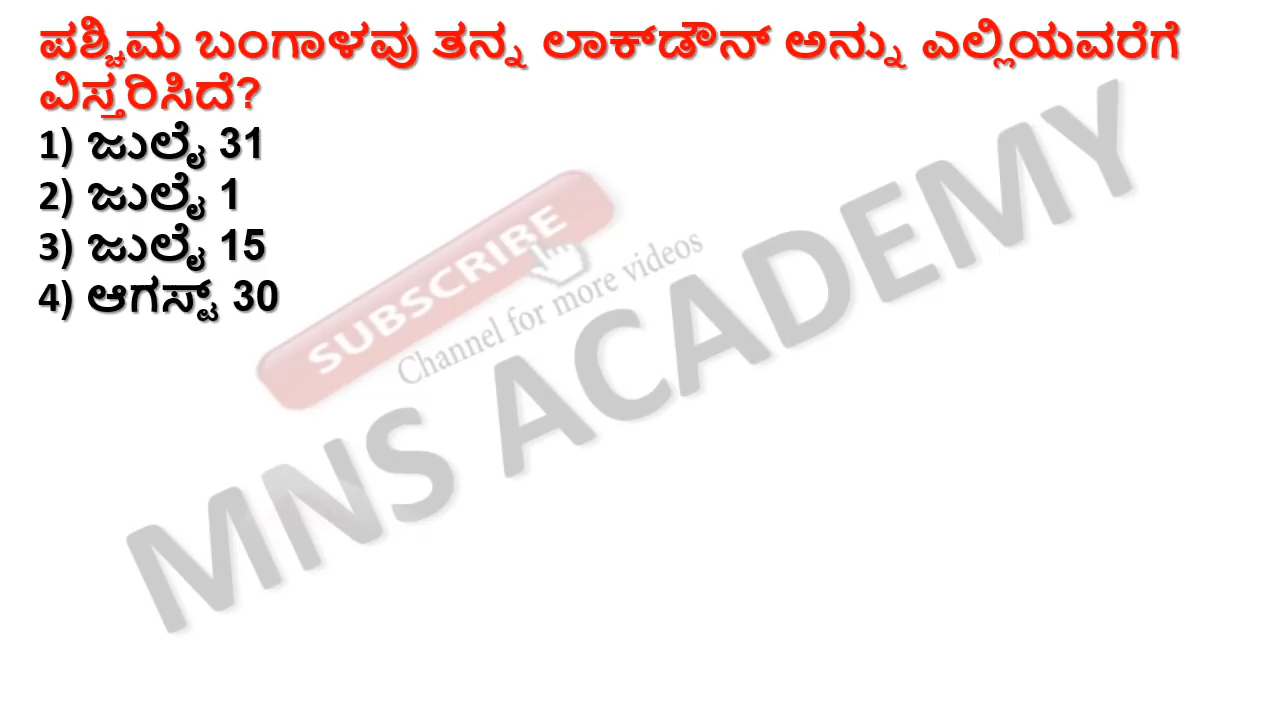 ಪಶ್ಚಿಮ ಬಂಗಾಳವು ತನ್ನ ಲಾಕ್‌ಡೌನ್ ಅನ್ನು ಎಲ್ಲಿಯವರೆಗೆ
ವಿಸ್ತರಿಸಿದೆ?
1) ಜುಲೈ 31
2) ಜುಲೈ 1
3) ಜುಲೈ 15
4) ಆಗಸ್ಟ್ 30
SUBSCRIBE
Channel for more videos
MNS ACADEMY